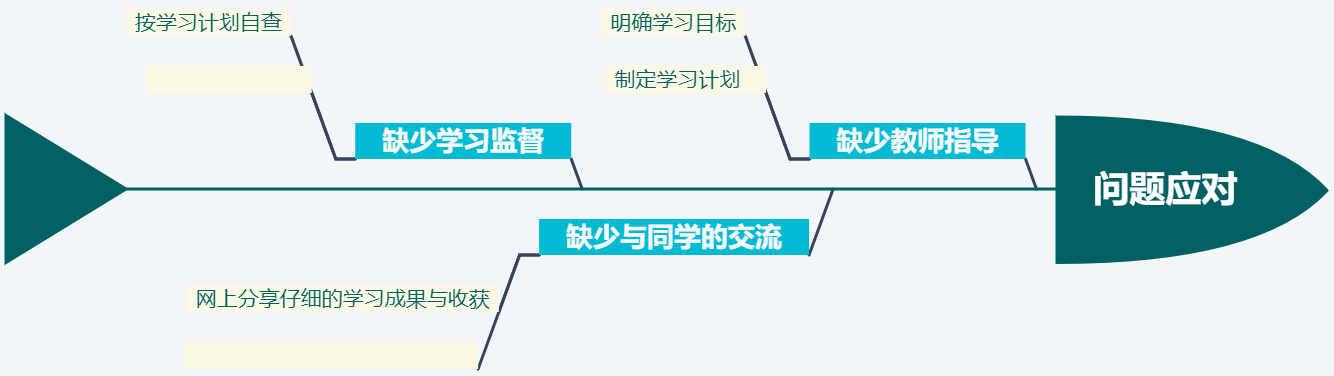 按学习计划自查
明确学习目标
制定学习计划
缺少学习监督
缺少教师指导
问题应对
缺少与同学的交流
网上分享仔细的学习成果与收获